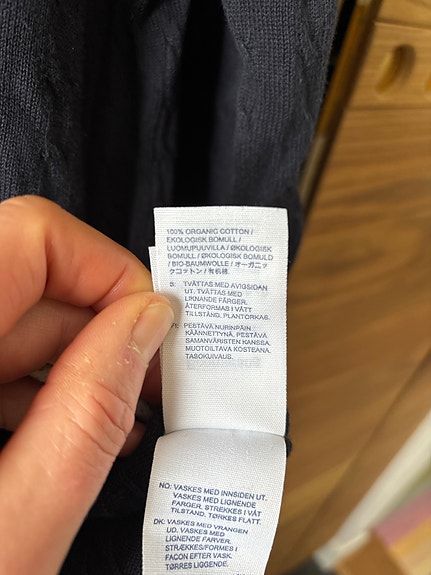 100% ORGANIC COTTON /
EKOLOGISK BOMULL /
LUOMUPUUVILLA / ØKOLOGISK
BOMULL / ØKOLOGISK BOMULD
/ BIO-BAUMWOLLE / オーガニッ
クコットン / 有机棉
S: TVÄTTAS MED AVIGSIDAN
UT. TVÄTTAS MED
LIKNANDE FÄRGER.
ÅTERFORMAS I VÅTT
TILLSTÅND. PLANTORKAS.
FI: PESTÄVÄ NURINPÄIN
KÄÄNNETTYNÄ. PESTÄVÄ
SAMANVÄRISTEN KANSSA.
MUOTOILTAVA KOSTEANA.
TASOKUIVAUS.
NO: VASKES MED INNSIDEN UT.
VASKES MED LIGNENDE
FARGER. STREKKES I VÅT
TILSTAND. TØRKES FLATT.
DK: VASKES MED VRANGEN
UD. VASKES MED
LIGNENDE FARVER.
STRÆKKES/FORMES I
FACON EFTER VASK.
TØRRES LIGGENDE.